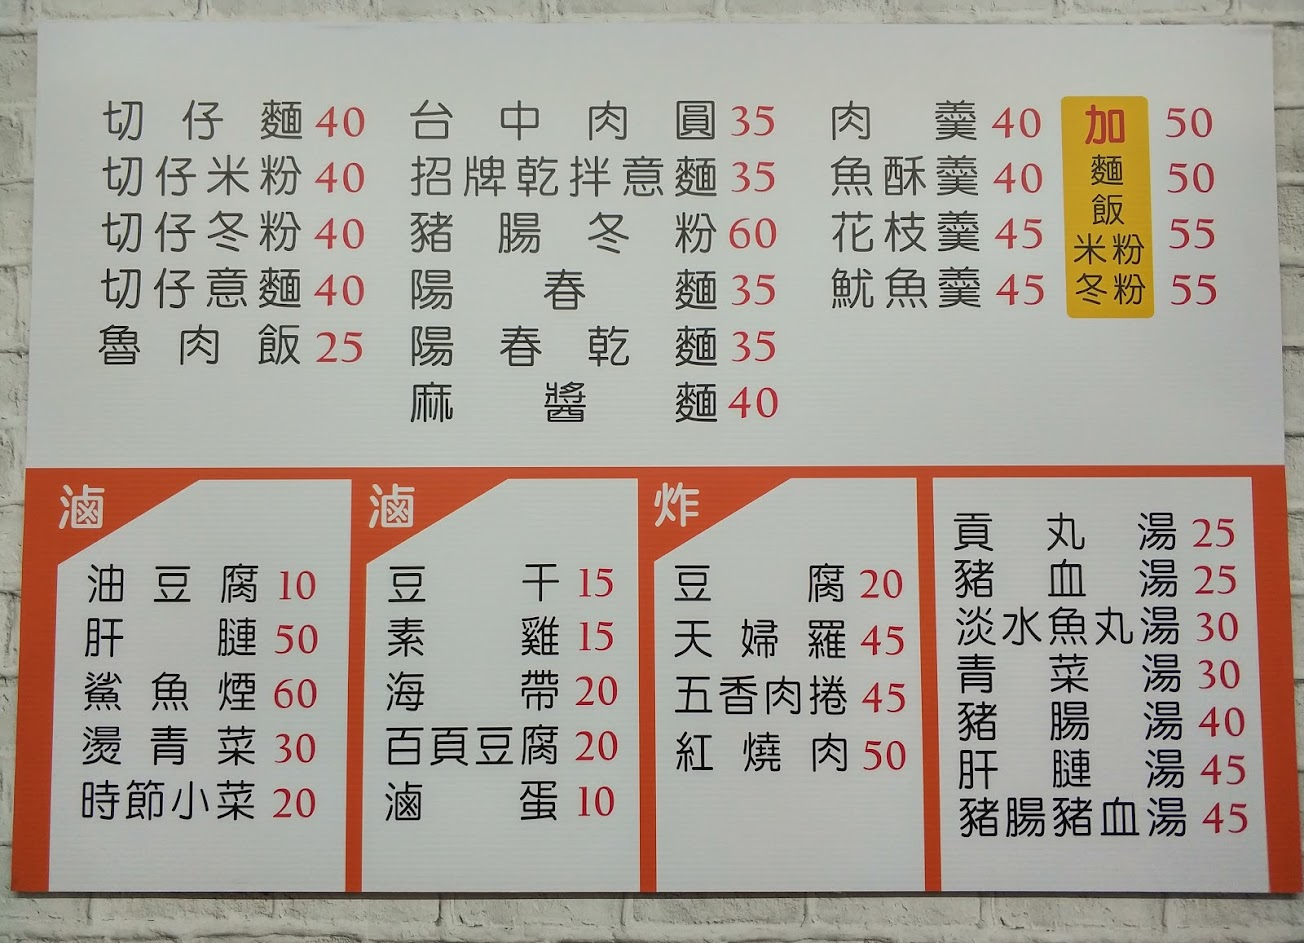 切仔麵 40
切仔米粉 40
切仔冬粉 40
切仔意麵 40
魯肉飯 25
台中肉圓 35
招牌乾拌意麵 35
豬腸冬粉 60
陽春麵 35
陽春乾麵 35
麻醬麵 40
肉羹 40
魚酥羹 40
花枝羹 45
魷魚羹 45
加
麵
飯
米粉
冬粉
50
50
55
55
滷
油豆腐 10
肝膁 50
鯊魚煙 60
燙青菜 30
時節小菜 20
滷
豆干 15
素雞 15
海帶 20
百頁豆腐 20
滷蛋 10
炸
豆腐 20
天婦羅 45
五香肉捲 45
紅燒肉 50
貢丸湯 25
豬血湯 25
淡水魚丸湯 30
青菜湯 30
豬腸湯 40
肝膁湯 45
豬腸豬血湯 45